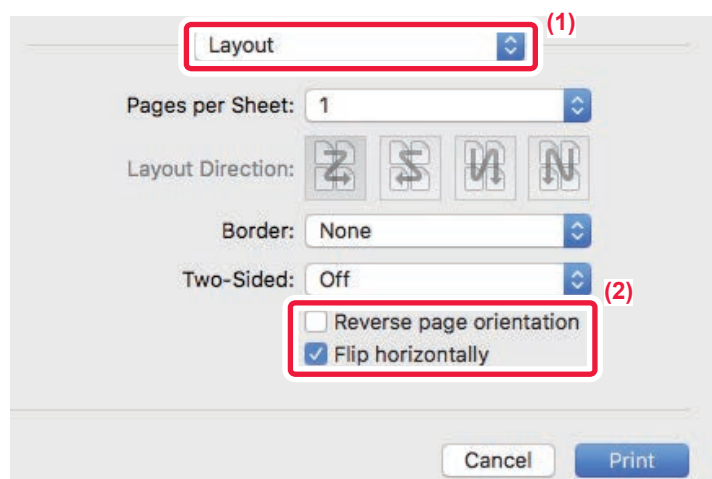 (1)
Layout
Pages per Sheet: 1
Layout Direction:
Border: None
Two-Sided: Off
(2)
Reverse page orientation
Flip horizontally
Cancel Print